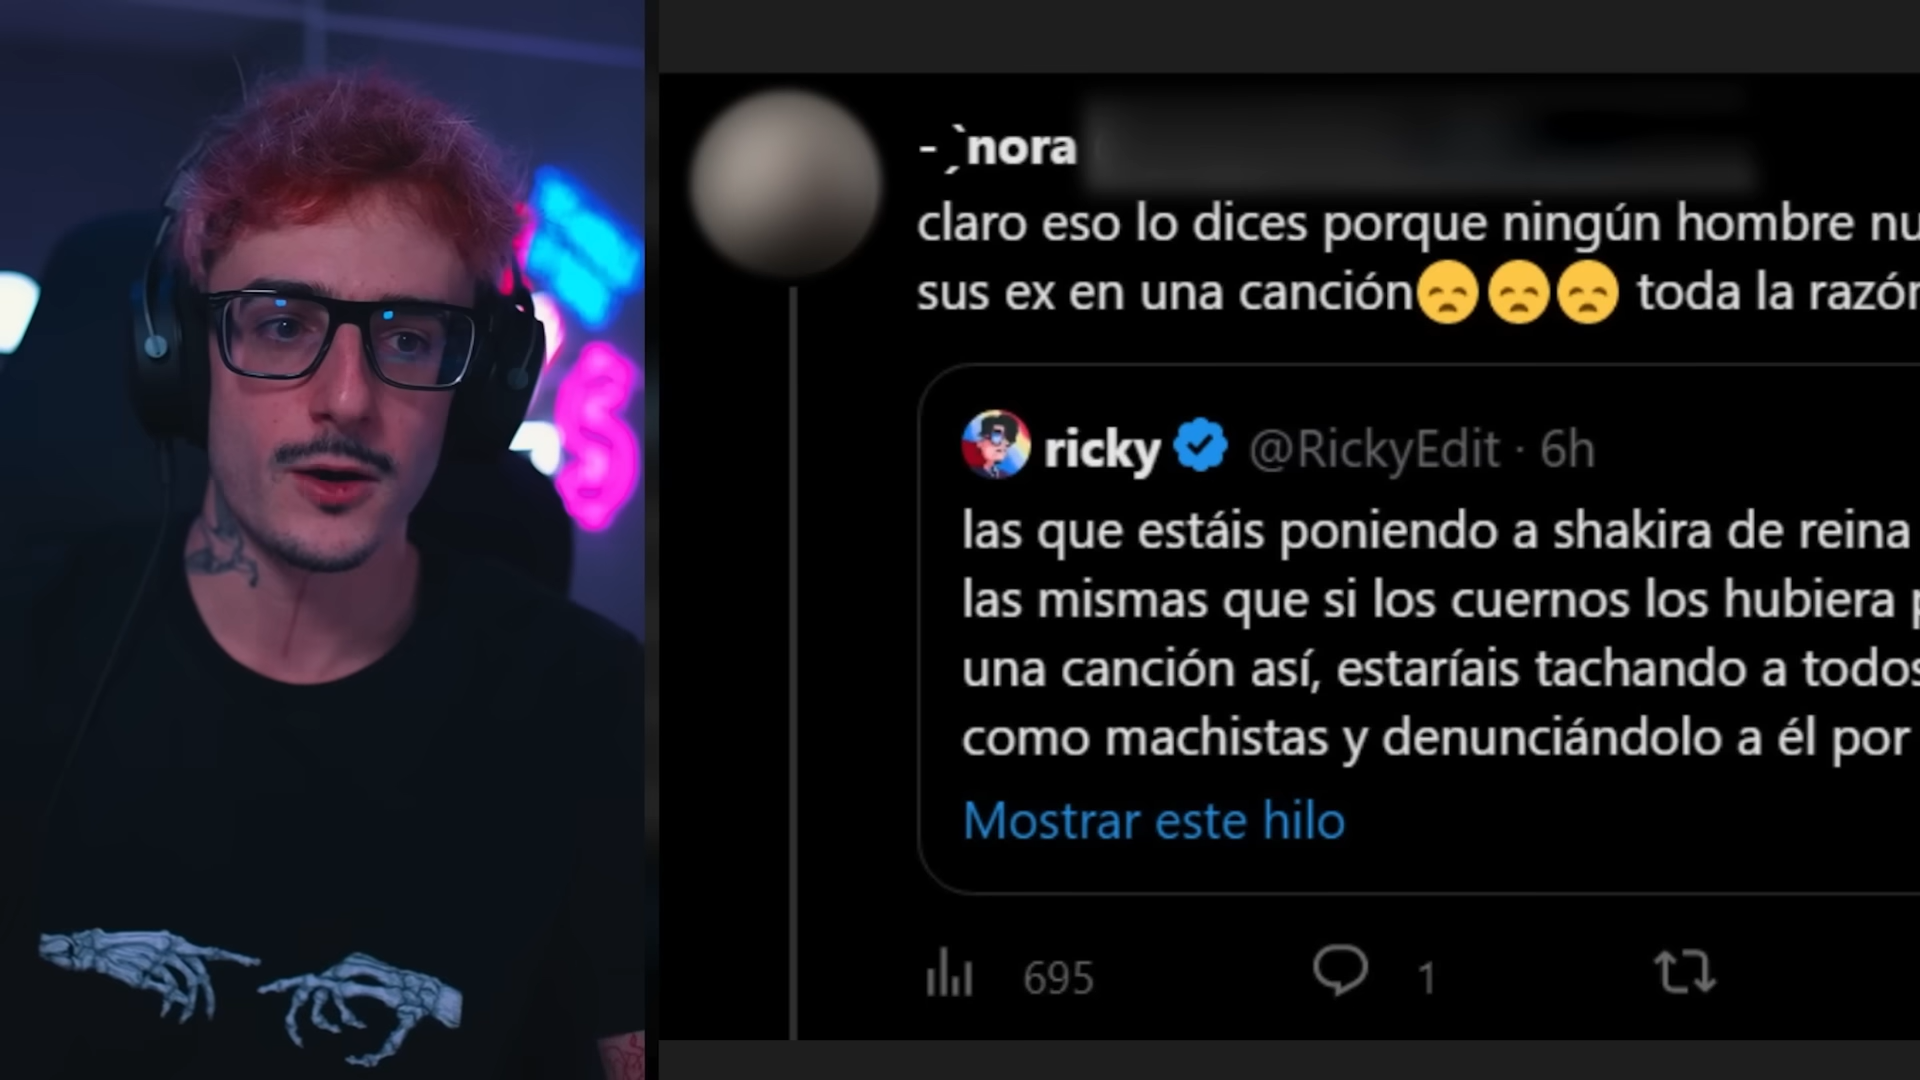 -ˏ`nora
claro eso lo dices porque ningún hombre nu
sus ex en una canción😞😞😞 toda la razón
ricky @RickyEdit · 6h
las que estáis poniendo a shakira de reina
las mismas que si los cuernos los hubiera p
una canción así, estaríais tachando a todos
como machistas y denunciándolo a él por
Mostrar este hilo
695 1